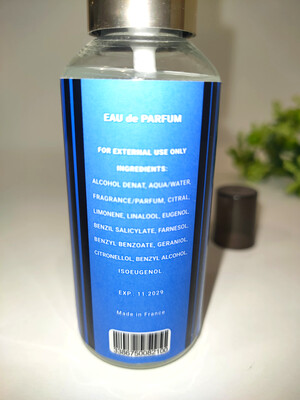 EAU de PARFUM
FOR EXTERNAL USE ONLY
INGREDIENTS:
ALCOHOL DENAT, AQUA/WATER,
FRAGRANCE/PARFUM, CITRAL,
LIMONENE, LINALOOL, EUGENOL,
BENZIL SALICYLATE, FARNESOL,
BENZYL BENZOATE, GERANIOL,
CITRONELLOL, BENZYL ALCOHOL,
ISOEUGENOL
EXP: 11.2029
Made in France